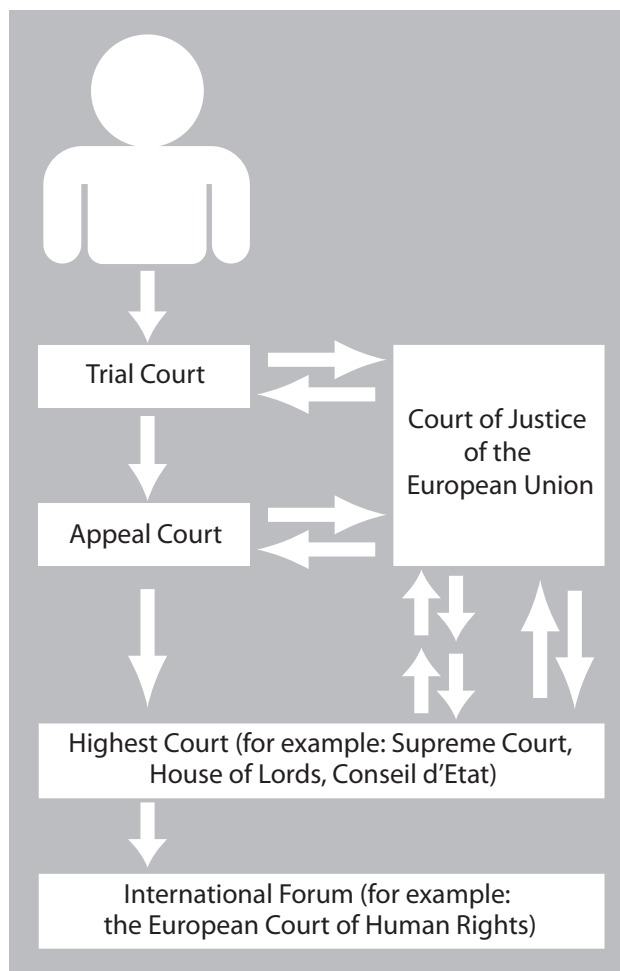 Trial Court
Court of Justice
of the
European Union
Appeal Court
Highest Court (for example: Supreme Court,
House of Lords, Conseil d’Etat)
International Forum (for example:
the European Court of Human Rights)